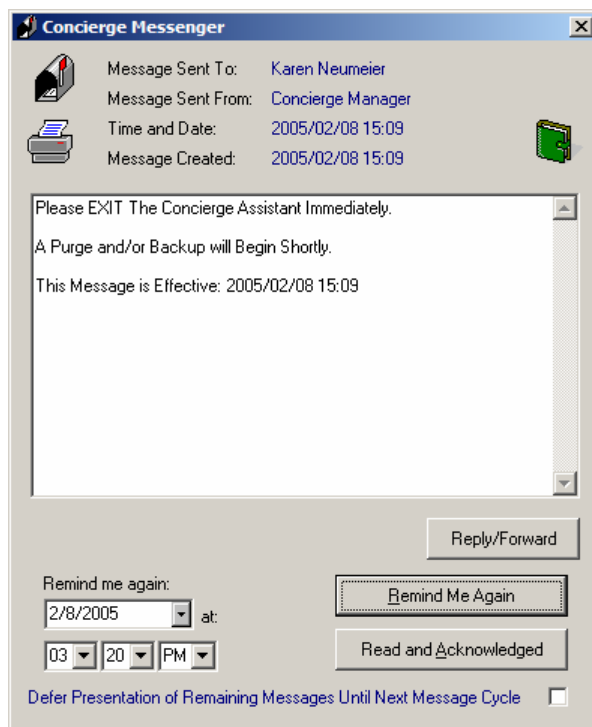 Concierge Messenger
Message Sent To: Karen Neumeier
Message Sent From: Concierge Manager
Time and Date: 2005/02/08 15:09
Message Created: 2005/02/08 15:09
Please EXIT The Concierge Assistant Immediately.
A Purge and/or Backup will Begin Shortly.
This Message is Effective: 2005/02/08 15:09
Reply/Forward
Remind me again:
2/8/2005 at:
03 20 PM
Remind Me Again
Read and Acknowledged
Defer Presentation of Remaining Messages Until Next Message Cycle